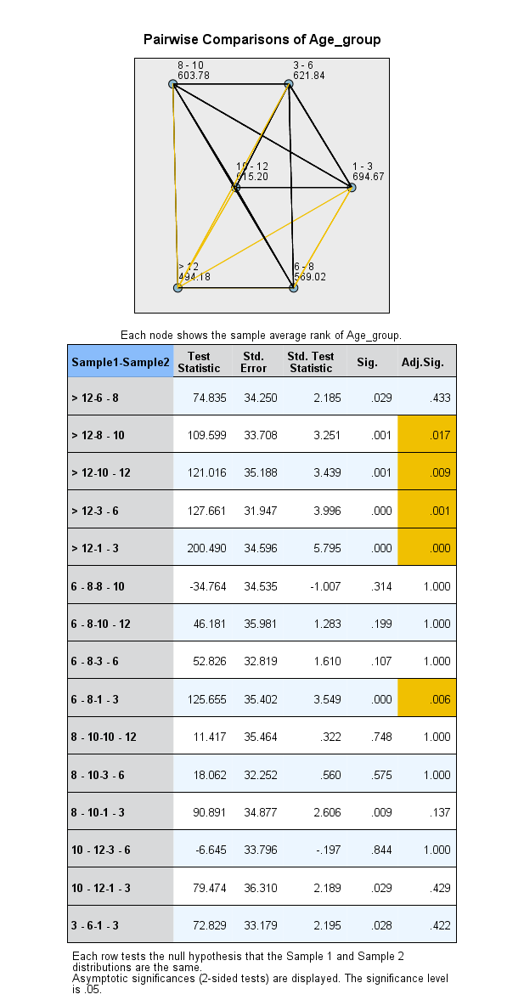 Pairwise Comparisons of Age_group
8 - 10
603.78
3 - 6
621.84
10 - 12
615.20
1 - 3
694.67
> 12
494.18
6 - 8
569.02
Each node shows the sample average rank of Age_group.
Sample1-Sample2 Test Statistic Std. Error Std. Test Statistic Sig. Adj.Sig.
> 12-6 - 8 74.835 34.250 2.185 .029 .433
> 12-8 - 10 109.599 33.708 3.251 .001 .017
> 12-10 - 12 121.016 35.188 3.439 .001 .009
> 12-3 - 6 127.661 31.947 3.996 .000 .001
> 12-1 - 3 200.490 34.596 5.795 .000 .000
6 - 8-8 - 10 -34.764 34.535 -1.007 .314 1.000
6 - 8-10 - 12 46.181 35.981 1.283 .199 1.000
6 - 8-3 - 6 52.826 32.819 1.610 .107 1.000
6 - 8-1 - 3 125.655 35.402 3.549 .000 .006
8 - 10-10 - 12 11.417 35.464 .322 .748 1.000
8 - 10-3 - 6 18.062 32.252 .560 .575 1.000
8 - 10-1 - 3 90.891 34.877 2.606 .009 .137
10 - 12-3 - 6 -6.645 33.796 -.197 .844 1.000
10 - 12-1 - 3 79.474 36.310 2.189 .029 .429
3 - 6-1 - 3 72.829 33.179 2.195 .028 .422
Each row tests the null hypothesis that the Sample 1 and Sample 2
distributions are the same.
Asymptotic significances (2-sided tests) are displayed. The significance level
is .05.